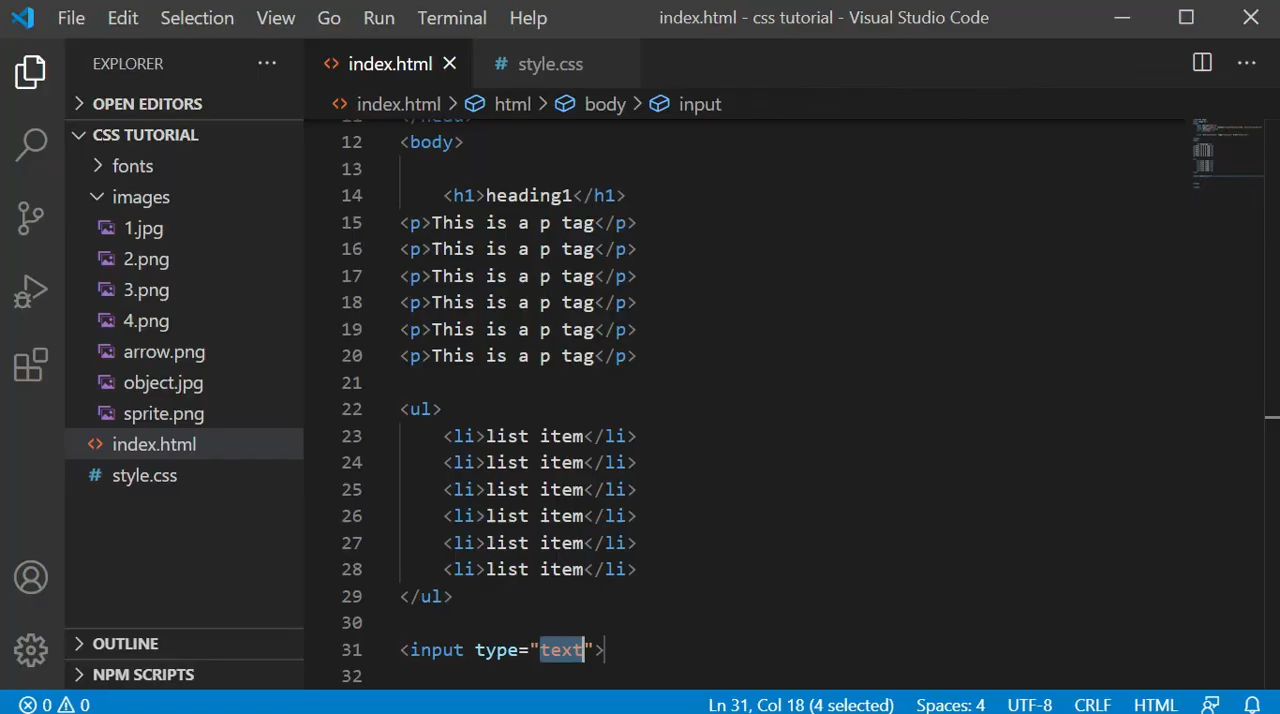 File Edit Selection View Go Run Terminal Help index.html - css tutorial - Visual Studio Code
EXPLORER
OPEN EDITORS
CSS TUTORIAL
fonts
images
1.jpg
2.png
3.png
4.png
arrow.png
object.jpg
sprite.png
index.html
style.css
OUTLINE
NPM SCRIPTS
index.html style.css
index.html > html > body > input
12 <body>
13
14 <h1>heading1</h1>
15 <p>This is a p tag</p>
16 <p>This is a p tag</p>
17 <p>This is a p tag</p>
18 <p>This is a p tag</p>
19 <p>This is a p tag</p>
20 <p>This is a p tag</p>
21
22 <ul>
23 <li>list item</li>
24 <li>list item</li>
25 <li>list item</li>
26 <li>list item</li>
27 <li>list item</li>
28 <li>list item</li>
29 </ul>
30
31 <input type="text">
32
0 0 Ln 31, Col 18 (4 selected) Spaces: 4 UTF-8 CRLF HTML